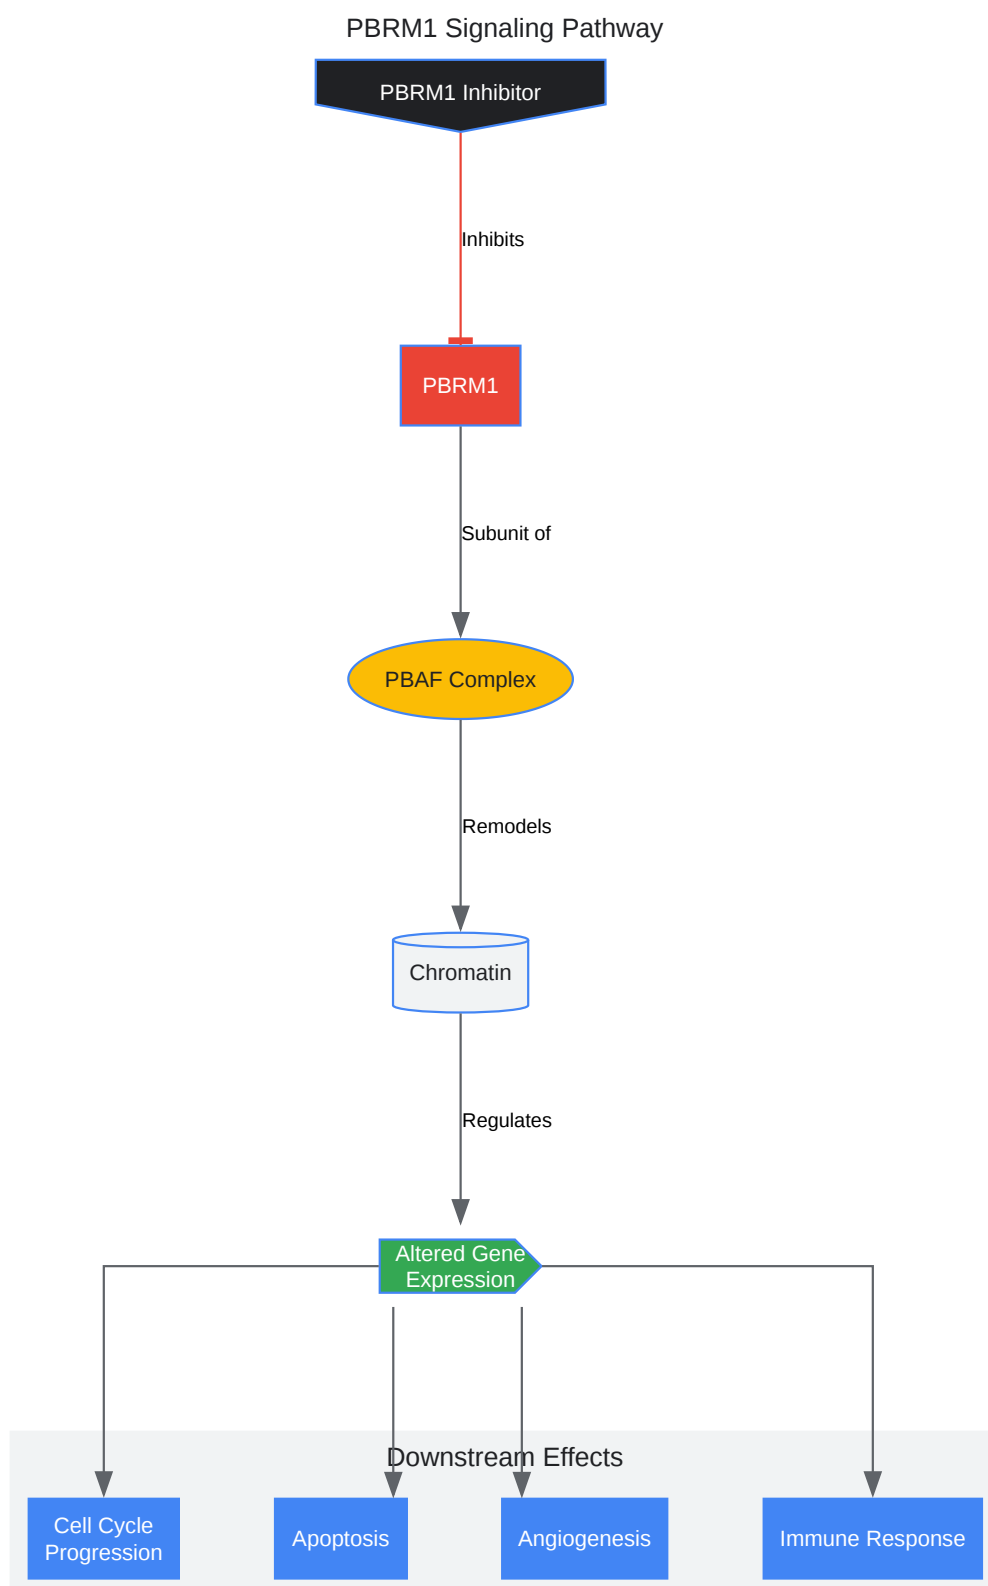 PBRM1 Signaling Pathway
PBRM1 Inhibitor
Inhibits
PBRM1
Subunit of
PBAF Complex
Remodels
Chromatin
Regulates
Altered Gene
Expression
Downstream Effects
Cell Cycle
Progression
Apoptosis
Angiogenesis
Immune Response